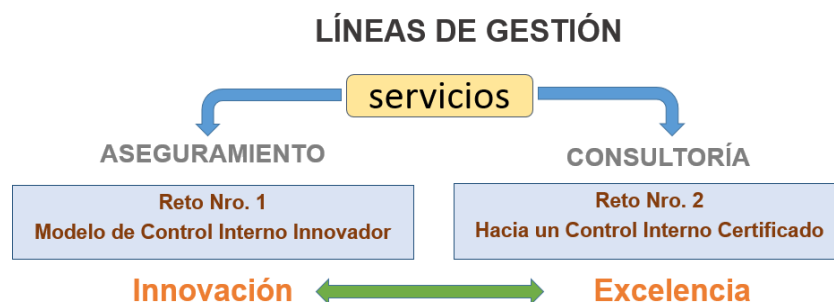 LÍNEAS DE GESTIÓN
servicios
ASEGURAMIENTO
CONSULTORÍA
Reto Nro. 1
Modelo de Control Interno Innovador
Reto Nro. 2
Hacia un Control Interno Certificado
Innovación
Excelencia